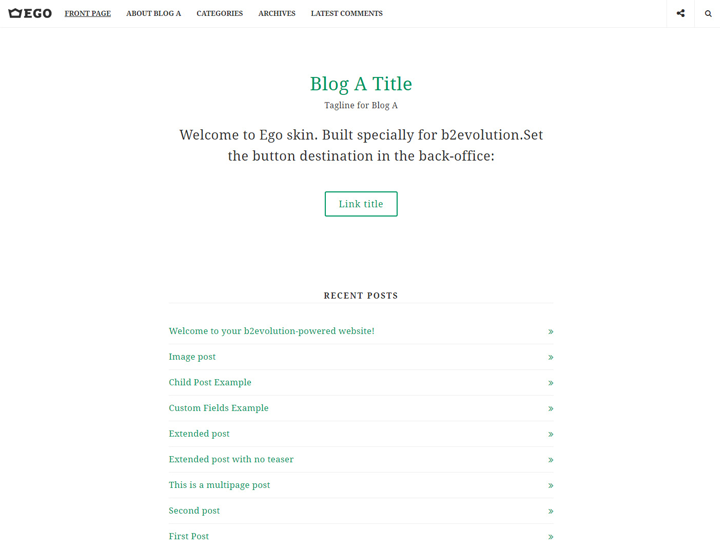 EGO FRONT PAGE ABOUT BLOG A CATEGORIES ARCHIVES LATEST COMMENTS
Blog A Title
Tagline for Blog A
Welcome to Ego skin. Built specially for b2evolution.Set
the button destination in the back-office:
Link title
RECENT POSTS
Welcome to your b2evolution-powered website! »
Image post »
Child Post Example »
Custom Fields Example »
Extended post »
Extended post with no teaser »
This is a multipage post »
Second post »
First Post »